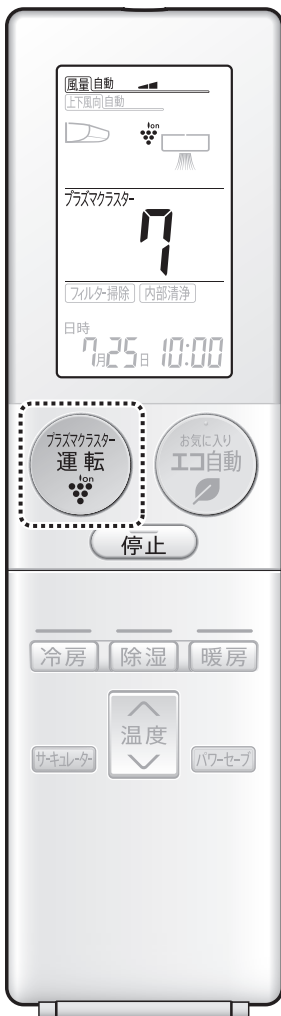 風量 自動
上下風向 自動
ion
プラズマクラスター
7
フィルター掃除 内部清浄
日時
7月25日 10:00
プラズマクラスター
運転
ion
お気に入り
エコ自動
停止
冷房 除湿 暖房
温度
サーキュレーター パワーセーブ